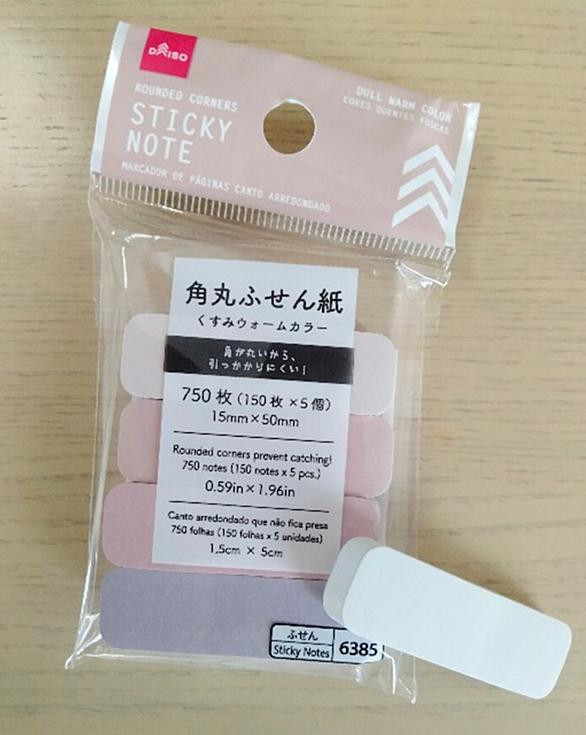 DAISO
ROUNDED CORNERS
STICKY
NOTE
MARCADOR DE PÁGINAS CANTO ARREDONDADO
DULL WARM COLOR
CORES QUENTES FOSCAS
角丸ふせん紙
くすみウォームカラー
角が丸いから、
引っかかりにくい!
750枚(150枚×5個)
15mm×50mm
Rounded corners prevent catching!
750 notes (150 notes x 5 pcs.)
0.59in×1.96in
Canto arredondado que não fica presa
750 folhas (150 folhas x 5 unidades)
1,5cm × 5cm
ふせん
Sticky Notes
6385